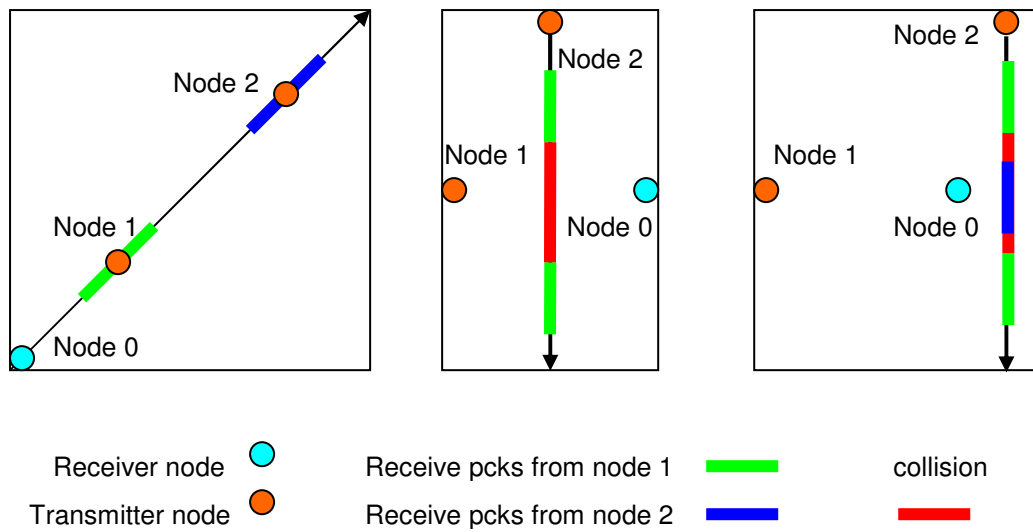 Node 2
Node 1
Node 0
Node 2
Node 1
Node 0
Node 2
Node 1
Node 0
Receiver node
Receive pcks from node 1
collision
Transmitter node
Receive pcks from node 2